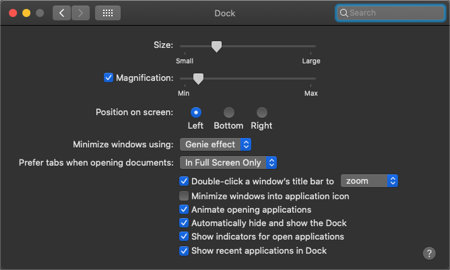 Dock
Search
Size:
Small Large
Magnification:
Min Max
Position on screen:
Left Bottom Right
Minimize windows using: Genie effect
Prefer tabs when opening documents: In Full Screen Only
Double-click a window's title bar to zoom
Minimize windows into application icon
Animate opening applications
Automatically hide and show the Dock
Show indicators for open applications
Show recent applications in Dock
?